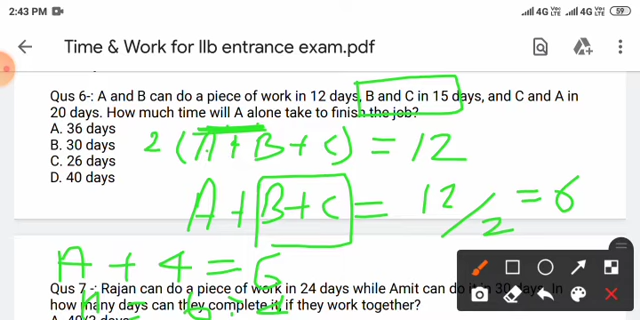 2:43 PM 4G 4G 59
Time & Work for IIb entrance exam.pdf
Qus 6-: A and B can do a piece of work in 12 days, B and C in 15 days, and C and A in
20 days. How much time will A alone take to finish the job?
A. 36 days
B. 30 days
C. 26 days
D. 40 days
2 (A+B+C) = 12
A + B+C = 12/2 = 6
A + 4 = 6
Qus 7 -: Rajan can do a piece of work in 24 days while Amit can do it in 30 days. In
how many days can they complete it if they work together?
A. 40/3 days